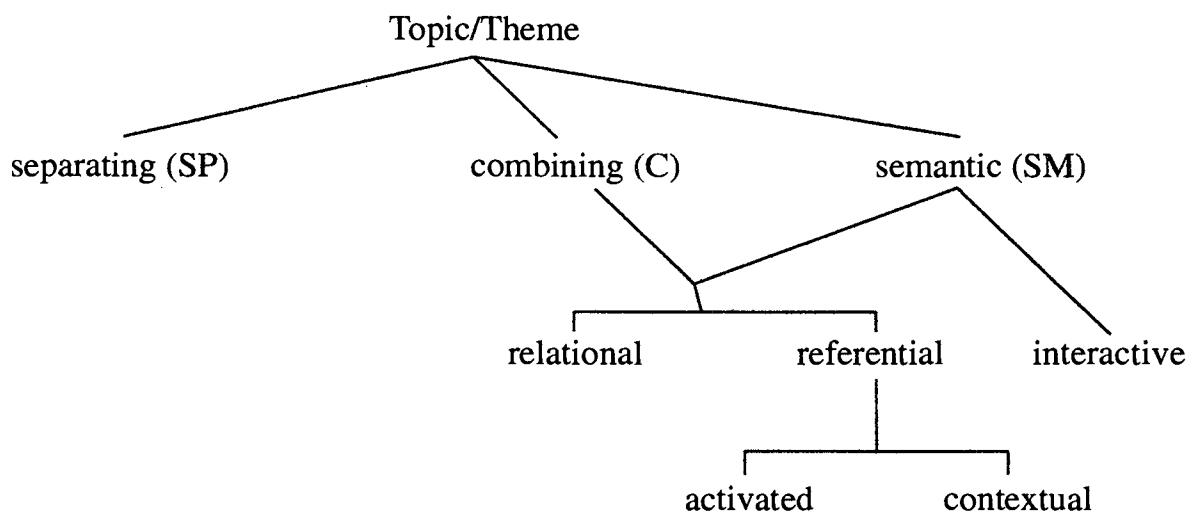 Topic/Theme
separating (SP) combining (C) semantic (SM)
relational referential interactive
activated contextual